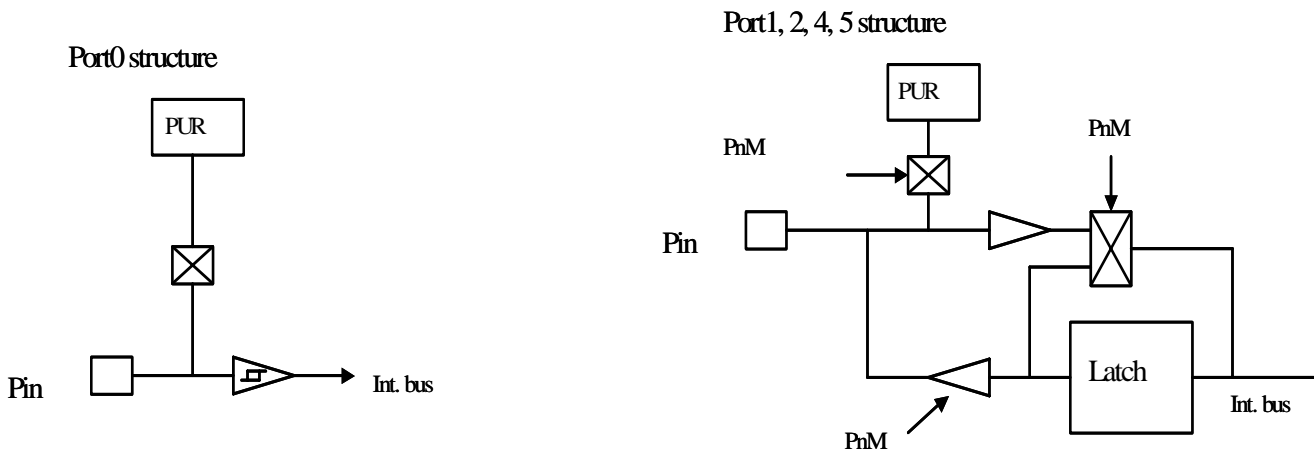 Port0 structure
PUR
Pin
Int. bus
Port1, 2, 4, 5 structure
PUR
PnM
PnM
Pin
Latch
Int. bus
PnM